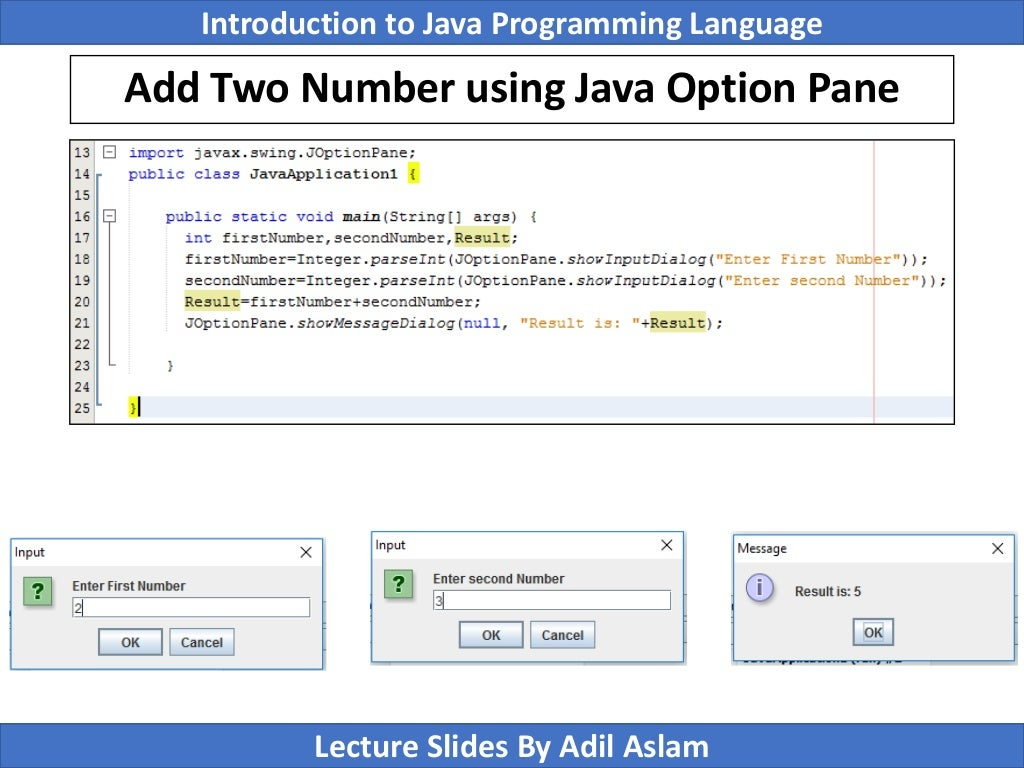 Introduction to Java Programming Language
Add Two Number using Java Option Pane
13 import javax.swing.JOptionPane;
14 public class JavaApplication1 {
15
16 public static void main(String[] args) {
17 int firstNumber,secondNumber,Result;
18 firstNumber=Integer.parseInt(JOptionPane.showInputDialog("Enter First Number"));
19 secondNumber=Integer.parseInt(JOptionPane.showInputDialog("Enter second Number"));
20 Result=firstNumber+secondNumber;
21 JOptionPane.showMessageDialog(null, "Result is: "+Result);
22
23 }
24
25 }
Input
?
Enter First Number
2
OK Cancel
Input
?
Enter second Number
3
OK Cancel
Message
i
Result is: 5
OK
Lecture Slides By Adil Aslam